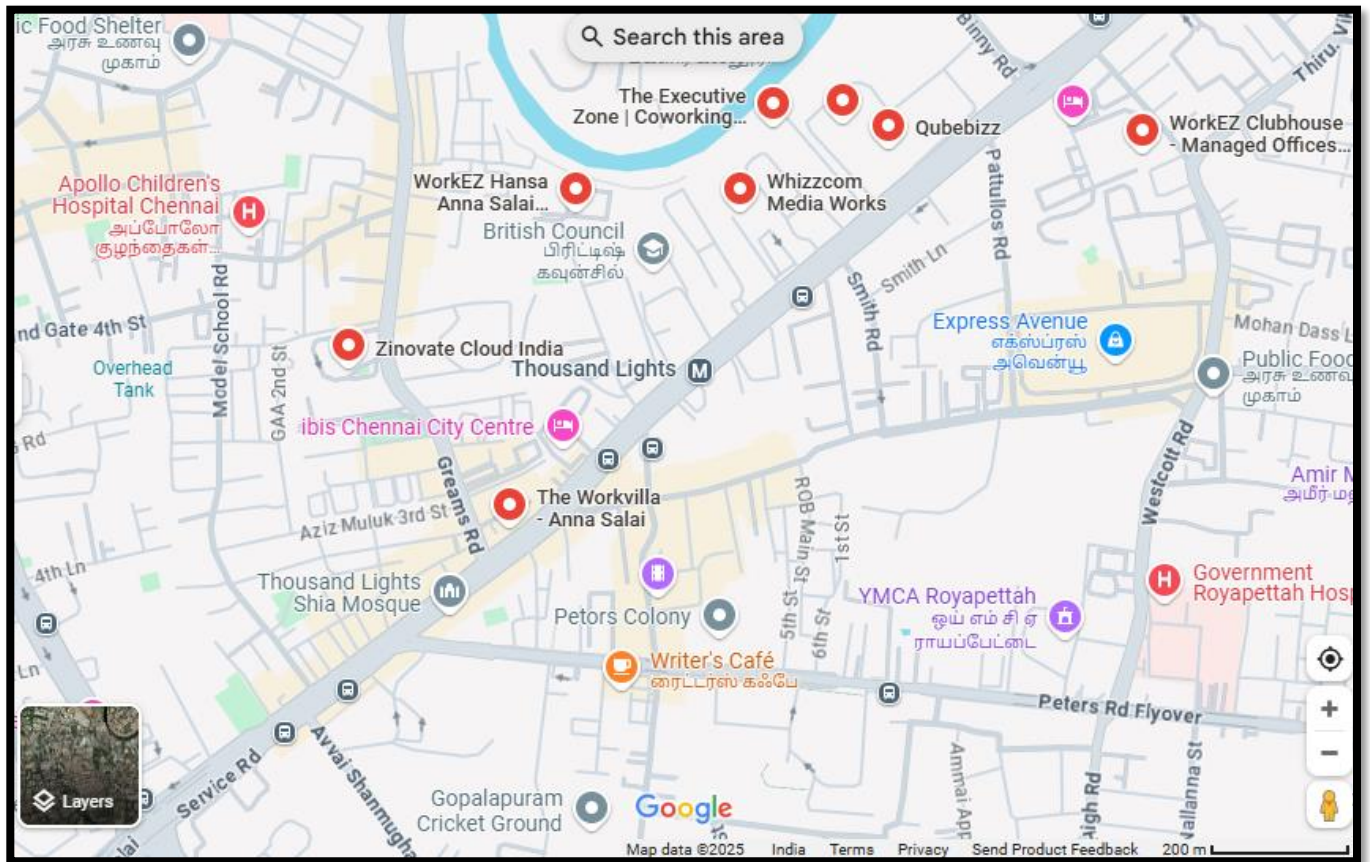 ic Food Shelter
அரசு உணவு
முகாம்
Search this area
Binny Rd
Thiru. Vi
The Executive
Zone | Coworking...
Qubebizz
WorkEZ Clubhouse
- Managed Offices...
Apollo Children's
Hospital Chennai
அப்போலோ
குழந்தைகள்...
WorkEZ Hansa
Anna Salai...
Whizzcom
Media Works
British Council
பிரிட்டிஷ்
கவுன்சில்
Pattullos Rd
Smith Ln
Smith Rd
Model School Rd
nd Gate 4th St
Overhead
Tank
GAA 2nd St
Zinovate Cloud India
Thousand Lights
M
Express Avenue
எக்ஸ்பிரஸ்
அவென்யூ
Mohan Dass L
Public Food
அரசு உணவு
முகாம்
ibis Chennai City Centre
Rd
Greams Rd
The Workvilla
- Anna Salai
Aziz Muluk 3rd St
ROB Main St
1st St
Westcott Rd
Amir M
அமீர் மஹ
4th Ln
Thousand Lights
Shia Mosque
Petors Colony
5th St
6th St
YMCA Royapettah
ஒய் எம் சி ஏ
ராயப்பேட்டை
H
Government
Royapettah Hosp
H
Writer's Café
ரைட்டர்ஸ் கஃபே
Ln
Peters Rd Flyover
Layers
Service Rd
Avvai Shanmugha
Gopalapuram
Cricket Ground
Ammai App
aigh Rd
Nallanna St
lai
Google
Map data ©2025 India Terms Privacy Send Product Feedback 200 m